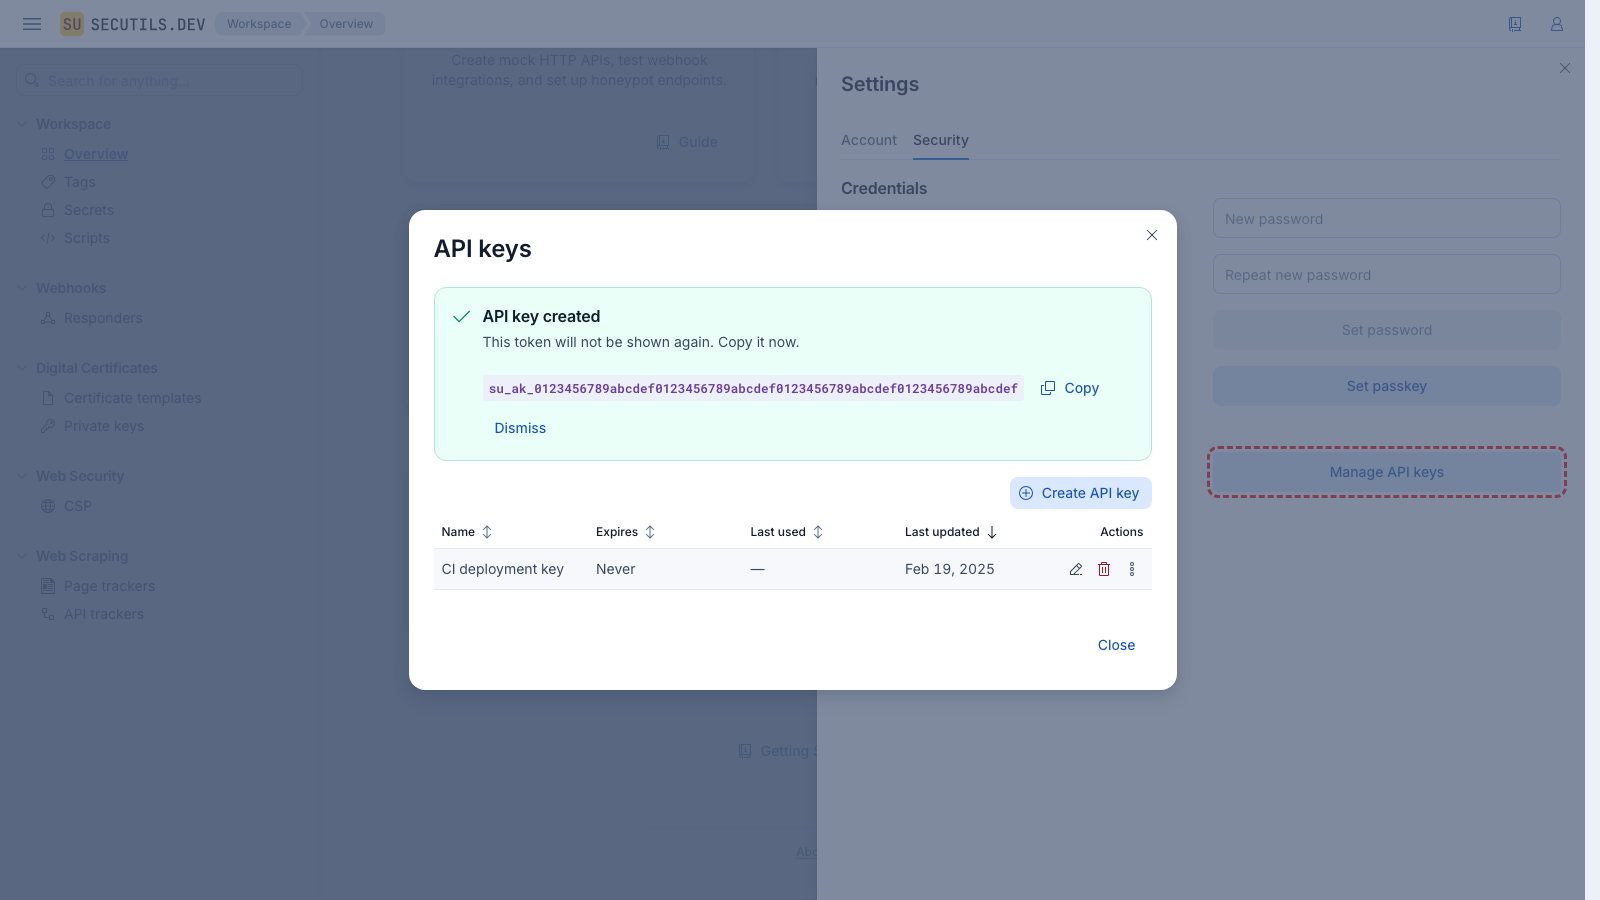 SU SECUTILS.DEV Workspace Overview
Search for anything...
Workspace
Overview
Tags
Secrets
Scripts
Webhooks
Responders
Digital Certificates
Certificate templates
Private keys
Web Security
CSP
Web Scraping
Page trackers
API trackers
Create mock HTTP APIs, test webhook
integrations, and set up honeypot endpoints.
Guide
Getting
Settings
Account Security
Credentials
New password
Repeat new password
Set password
Set passkey
Manage API keys
API keys
API key created
This token will not be shown again. Copy it now.
su_ak_0123456789abcdef0123456789abcdef0123456789abcdef0123456789abcdef Copy
Dismiss
Create API key
Name Expires Last used Last updated Actions
CI deployment key Never — Feb 19, 2025
Close